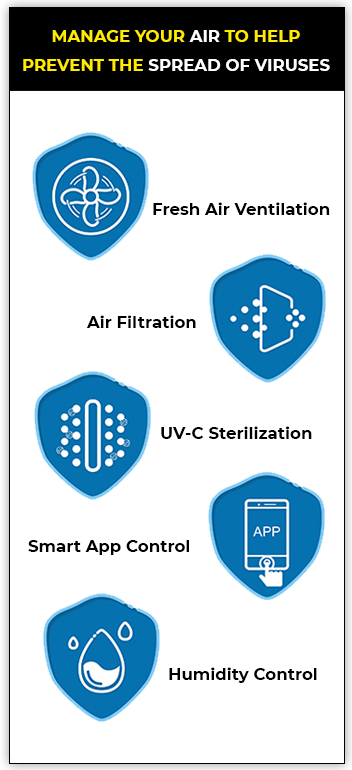 MANAGE YOUR AIR TO HELP
PREVENT THE SPREAD OF VIRUSES
Fresh Air Ventilation
Air Filtration
UV-C Sterilization
APP
Smart App Control
Humidity Control